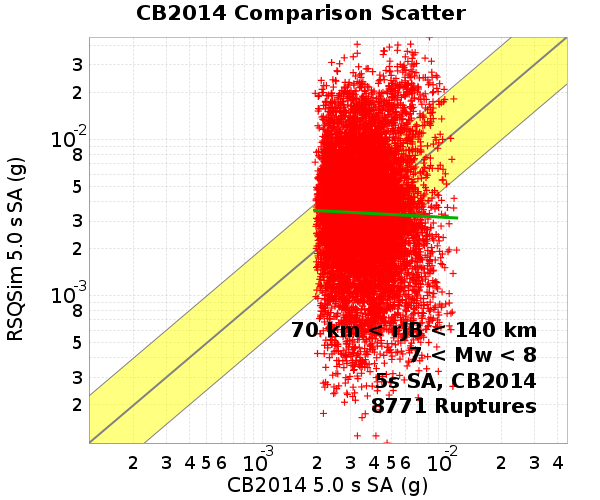 CB2014 Comparison Scatter
RSQSim 5.0 s SA (g)
3
2
10-2
8
5
3
2
10-3
8
5
3
2
70 km < rJB < 140 km
7 < Mw < 8
5s SA, CB2014
8771 Ruptures
2 3 4 5 6 10-3 2 3 4 5 6 10-2 2 3 4
CB2014 5.0 s SA (g)